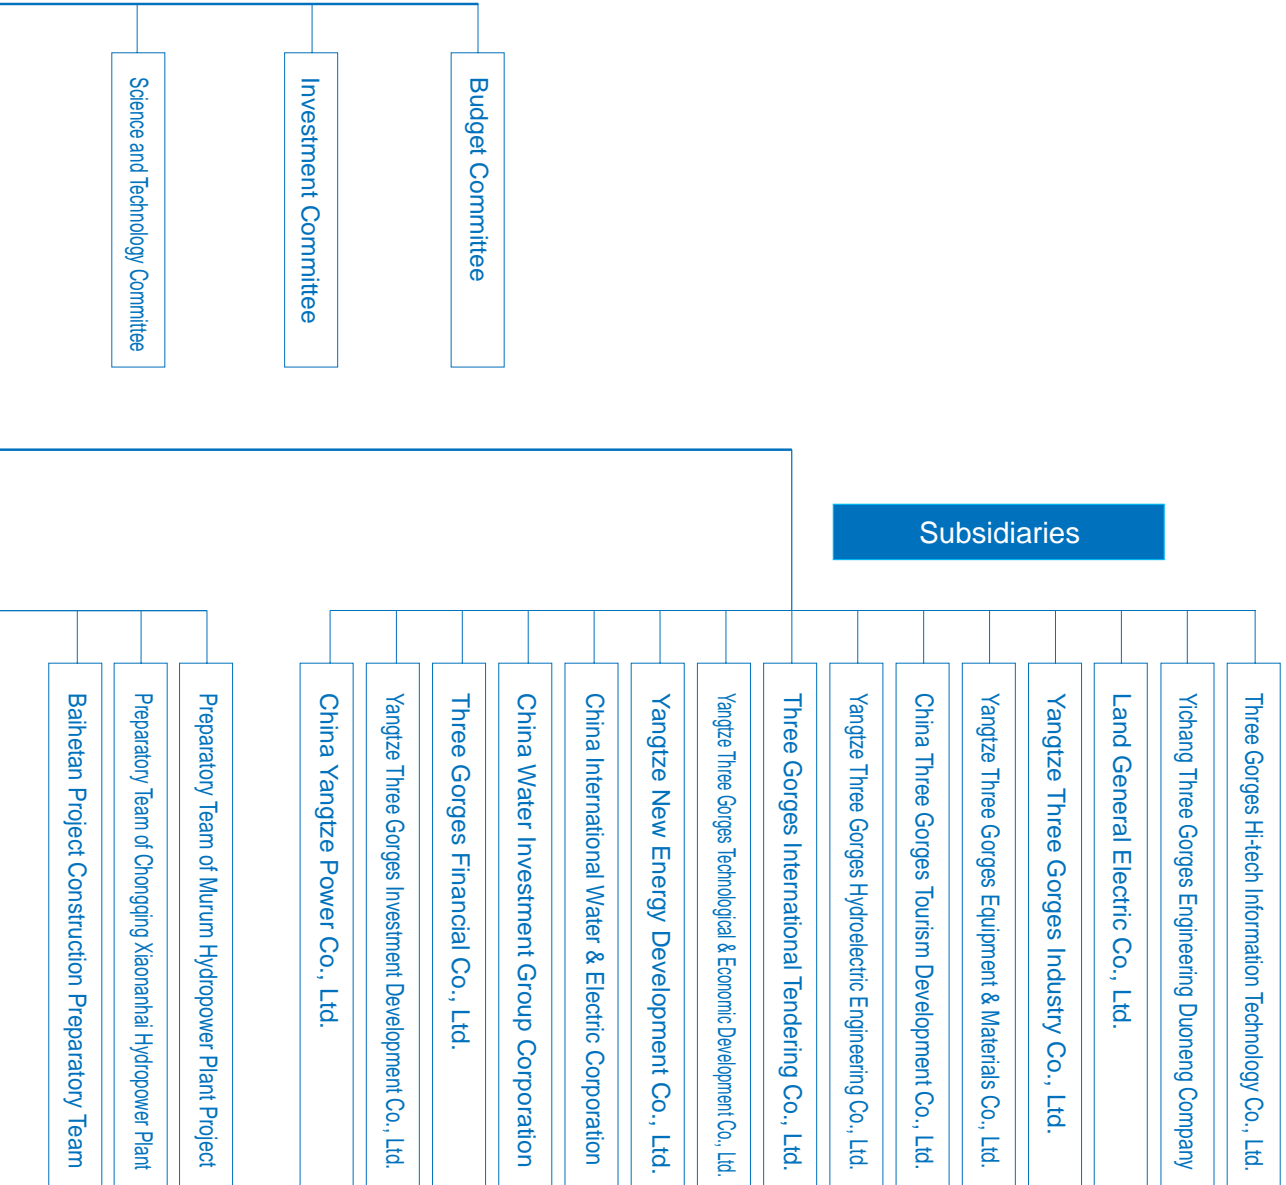 Science and Technology Committee
Investment Committee
Budget Committee
Subsidiaries
Baihetan Project Construction Preparatory Team
Preparatory Team of Chongqing Xiaonanhai Hydropower Plant
Preparatory Team of Murum Hydropower Plant Project
China Yangtze Power Co., Ltd.
Yangtze Three Gorges Investment Development Co., Ltd.
Three Gorges Financial Co., Ltd.
China Water Investment Group Corporation
China International Water & Electric Corporation
Yangtze New Energy Development Co., Ltd.
Yangtze Three Gorges Technological & Economic Development Co., Ltd.
Three Gorges International Tendering Co., Ltd.
Yangtze Three Gorges Hydroelectric Engineering Co., Ltd.
China Three Gorges Tourism Development Co., Ltd.
Yangtze Three Gorges Equipment & Materials Co., Ltd.
Yangtze Three Gorges Industry Co., Ltd.
Land General Electric Co., Ltd.
Yichang Three Gorges Engineering Duoneng Company
Three Gorges Hi-tech Information Technology Co., Ltd.